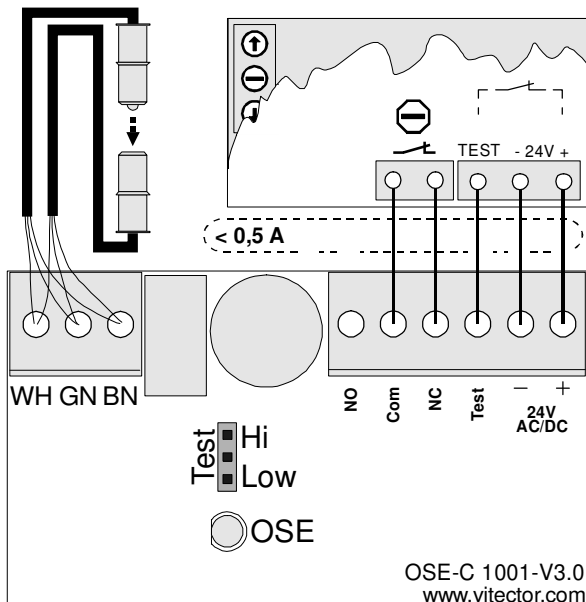 TEST - 24V +
< 0,5 A
WH GN BN
NO
Com
NC
Test
− +
24V
AC/DC
Test
Hi
Low
OSE
OSE-C 1001-V3.0
www.vitector.com